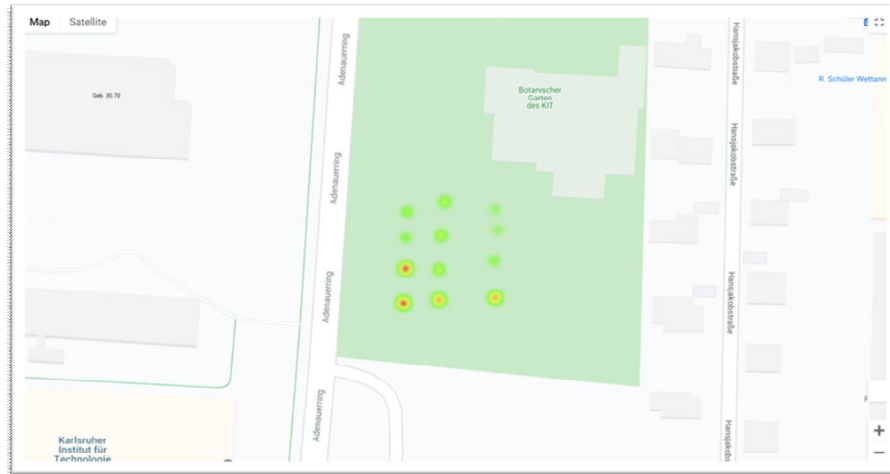 Map Satellite
Geb. 30.70
Adenauerring
Adenauerring
Adenauerring
Adenauerring
Botanischer
Garten
des KIT
Hansjakobstraße
Hansjakobstraße
Hansjakobstraße
R. Schüler Wettann
Karlsruher
Institut für
Technologie
+
−